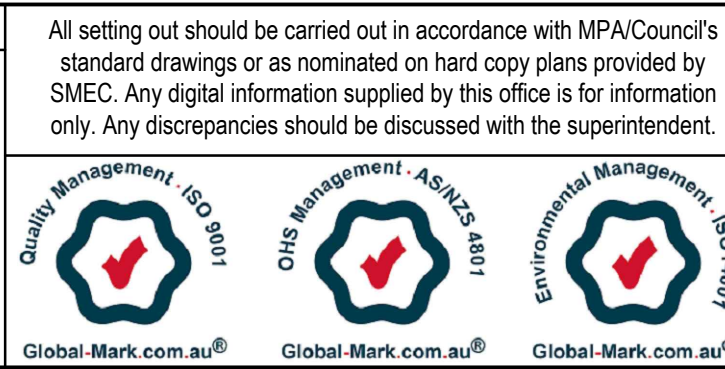 All setting out should be carried out in accordance with MPA/Council's
standard drawings or as nominated on hard copy plans provided by
SMEC. Any digital information supplied by this office is for information
only. Any discrepancies should be discussed with the superintendent.
Quality Management · ISO 9001
Global-Mark.com.au®
OHS Management · AS/NZS 4801
Global-Mark.com.au®
Environmental Management ·
Global-Mark.com.au